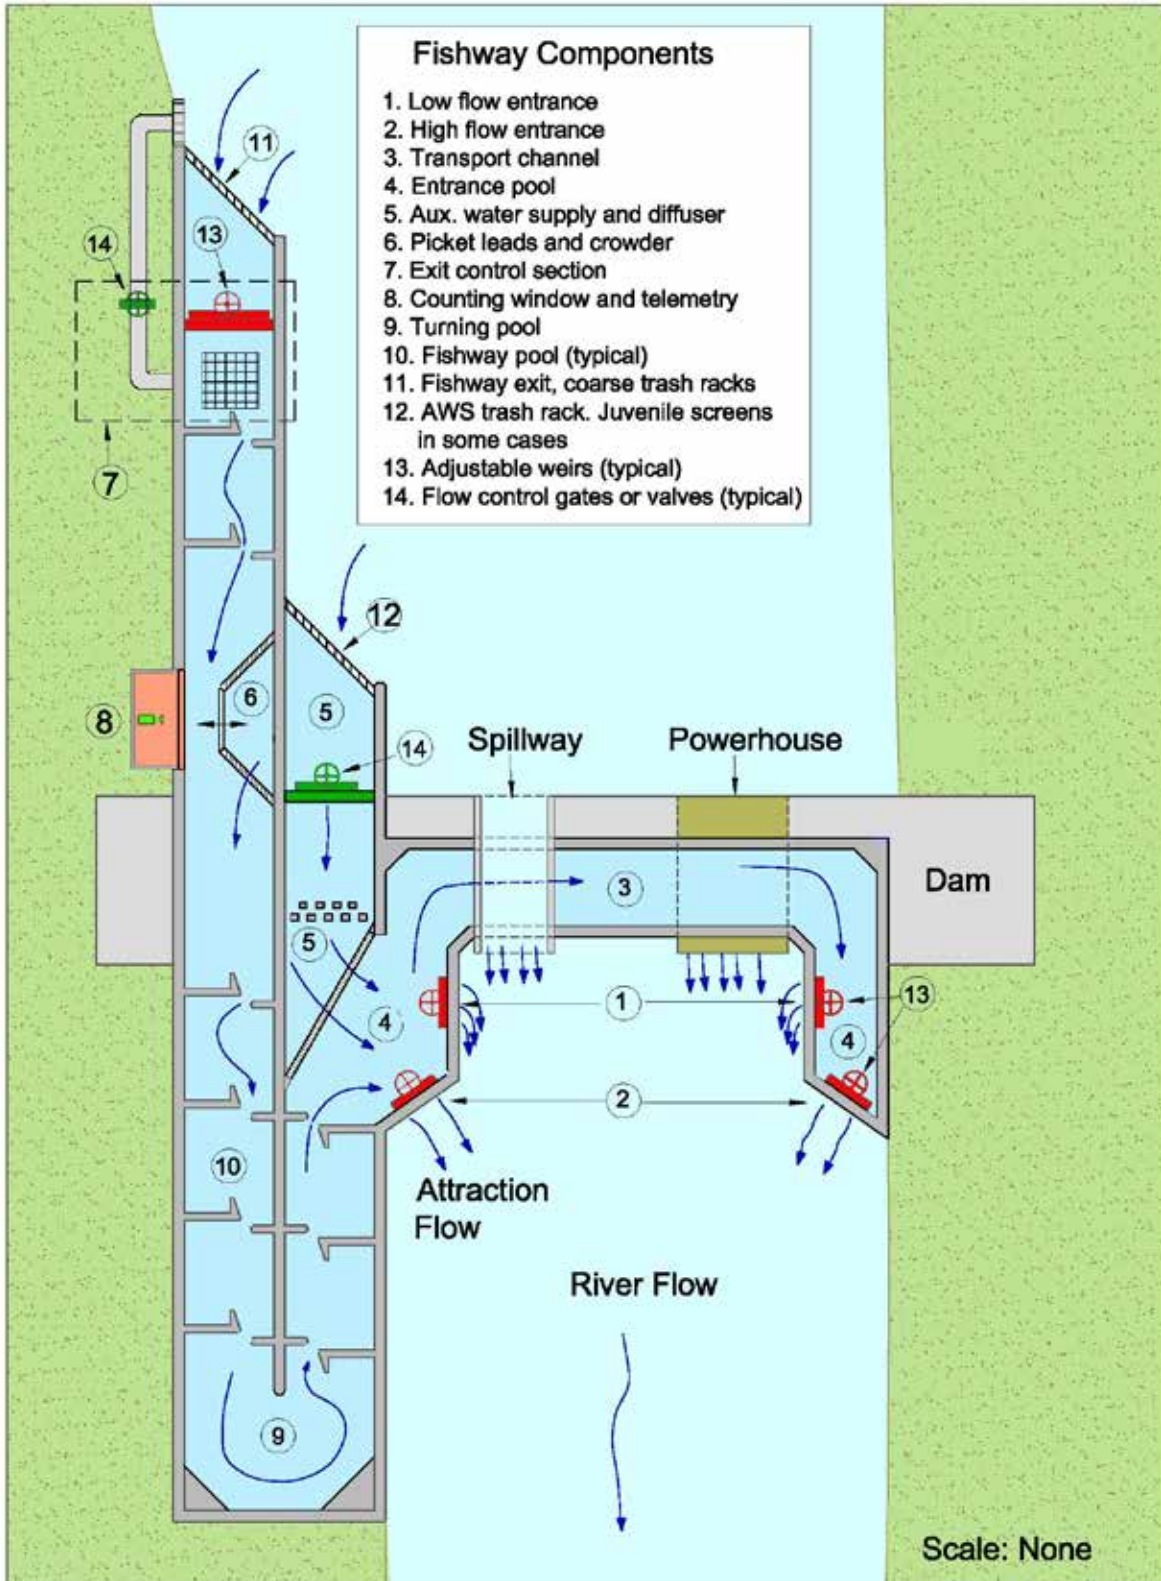 Fishway Components
1. Low flow entrance
2. High flow entrance
3. Transport channel
4. Entrance pool
5. Aux. water supply and diffuser
6. Picket leads and crowder
7. Exit control section
8. Counting window and telemetry
9. Turning pool
10. Fishway pool (typical)
11. Fishway exit, coarse trash racks
12. AWS trash rack. Juvenile screens
in some cases
13. Adjustable weirs (typical)
14. Flow control gates or valves (typical)
11
14
13
7
12
6
5
8
14
Spillway
Powerhouse
3
Dam
5
4
1
13
4
2
10
Attraction
Flow
River Flow
9
Scale: None